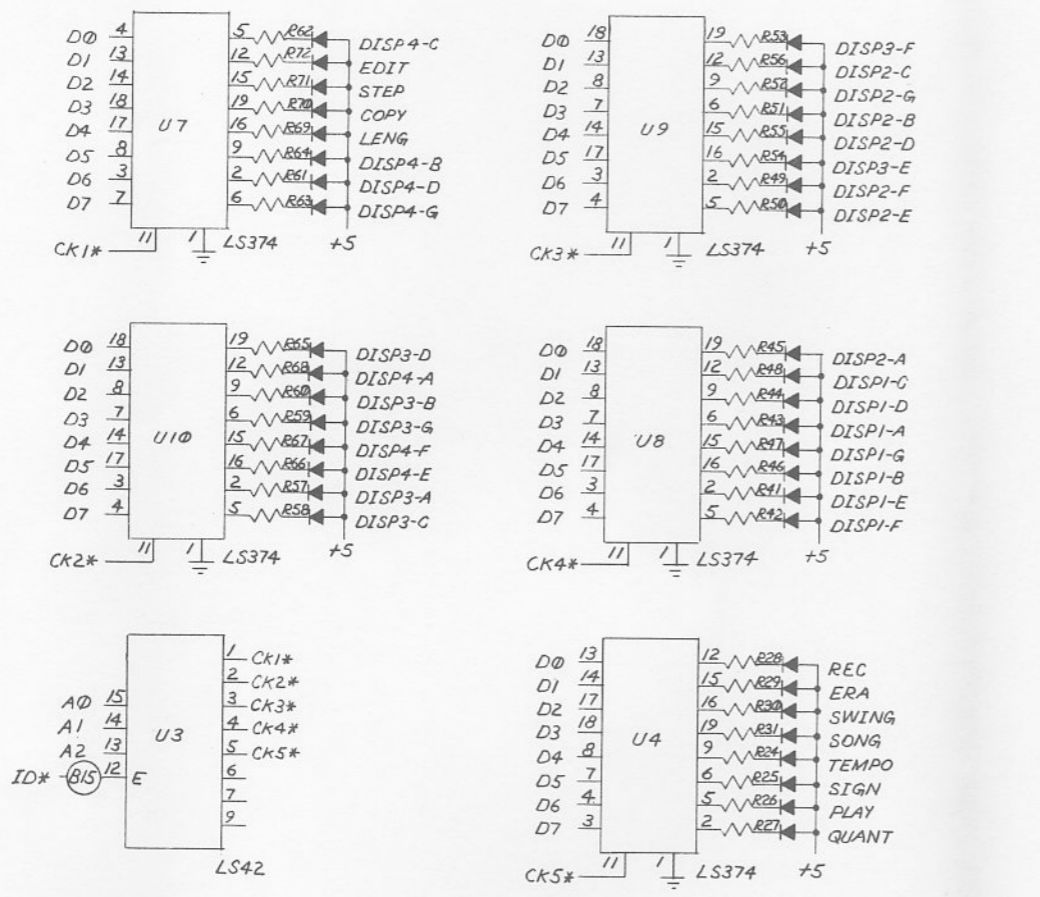 D0 4 5 R62 DISP4-C
D1 13 12 R72 EDIT
D2 14 15 R71 STEP
D3 18 19 R70 COPY
D4 17 16 R69 LENG
D5 8 9 R64 DISP4-B
D6 3 2 R61 DISP4-D
D7 7 6 R63 DISP4-G
U7
CK1* 11 1 LS374 +5
D0 18 19 R53 DISP3-F
D1 13 12 R56 DISP2-C
D2 8 9 R52 DISP2-G
D3 7 6 R51 DISP2-B
D4 14 15 R55 DISP2-D
D5 17 16 R54 DISP3-E
D6 3 2 R49 DISP2-F
D7 4 5 R50 DISP2-E
U9
CK3* 11 1 LS374 +5
D0 18 19 R65 DISP3-D
D1 13 12 R68 DISP4-A
D2 8 9 R60 DISP3-B
D3 7 6 R59 DISP3-G
D4 14 15 R67 DISP4-F
D5 17 16 R66 DISP4-E
D6 3 2 R57 DISP3-A
D7 4 5 R58 DISP3-C
U10
CK2* 11 1 LS374 +5
D0 18 19 R45 DISP2-A
D1 13 12 R48 DISP1-C
D2 8 9 R44 DISP1-D
D3 7 6 R43 DISP1-A
D4 14 15 R47 DISP1-G
D5 17 16 R46 DISP1-B
D6 3 2 R41 DISP1-E
D7 4 5 R42 DISP1-F
U8
CK4* 11 1 LS374 +5
1 CK1*
2 CK2*
A0 15 3 CK3*
A1 14 4 CK4*
A2 13 5 CK5*
ID* B15 12 E 6
7
9
U3
LS42
D0 13 12 R28 REC
D1 14 15 R29 ERA
D2 17 16 R30 SWING
D3 18 19 R31 SONG
D4 8 9 R24 TEMPO
D5 7 6 R25 SIGN
D6 4 5 R26 PLAY
D7 3 2 R27 QUANT
U4
CK5* 11 1 LS374 +5